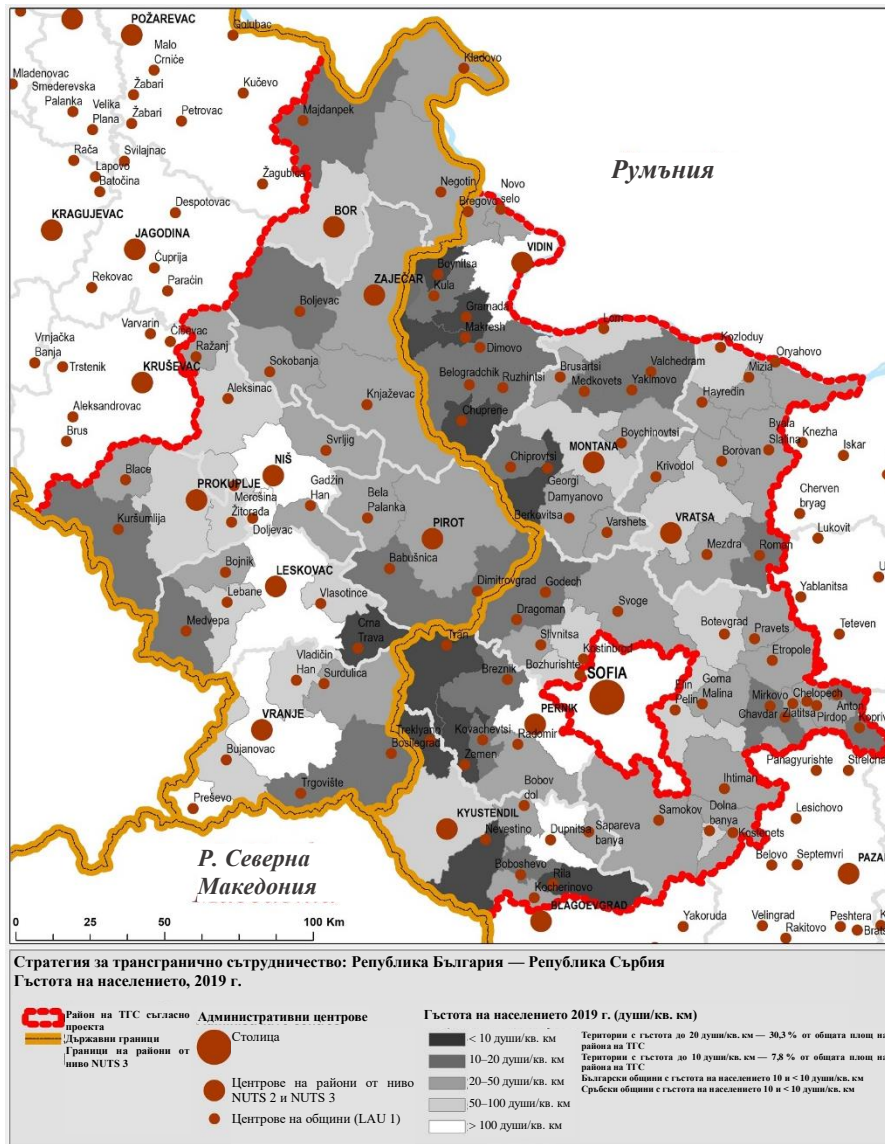 POŽAREVAC
Golubac
Malo
Crniće
Kladovo
Mladenovac
Smederevska
Palanka
Žabari
Kučevo
Velika
Plana
Žabari
Petrovac
Majdanpek
Rača
Svilajnac
Lapovo
Batočina
Žagubica
Румъния
Despotovac
Negotin
Novo
selo
Bregovo
KRAGUJEVAC
BOR
JAGODINA
VIDIN
Ćuprija
Boynitsa
ZAJEČAR
Rekovac
Paraćin
Kula
Boljevac
Gramada
Lom
Varvarin
Makresh
Kozloduy
Vrnjačka
Banja
Ćićevac
Dimovo
Oryahovo
Ražanj
Trstenik
Sokobanja
Belogradchik
Brusartsi
Valchedram
Mizia
KRUŠEVAC
Ruzhintsi
Medkovets
Yakimovo
Hayredin
Aleksinac
Knjaževac
Aleksandrovac
Chuprene
Brus
Svrljig
Boychinovtsi
Byala
Slatina
Knezha
MONTANA
Iskar
Blace
NIŠ
Chiprovtsi
Borovan
PROKUPLJE
Gadžin
Han
Georgi
Damyanovo
Krivodol
Merošina
Žitorađa
Bela
Palanka
Cherven
bryag
Kuršumlija
Doljevac
PIROT
Berkovitsa
Varshets
VRATSA
Lukovit
Mezdra
Roman
Bojnik
Babušnica
LESKOVAC
Dimitrovgrad
Godech
Yablanitsa
Lebane
Vlasotince
Svoge
Medveđa
Dragoman
Botevgrad
Pravets
Teteven
Crna
Trava
Tran
Slivnitsa
Kostinbrod
Etropole
Vladičin
Han
Breznik
Bozhurishte
SOFIA
Surdulica
Elin
Pelin
Gorna
Malina
Mirkovo
Chelopech
Anton
Chavdar
Zlatitsa
Pirdop
VRANJE
PERNIK
Treklyano
Kovachevtsi
Radomir
Bosilegrad
Bujanovac
Zemen
Panagyurishte
Trgovište
Ihtiman
Preševo
Bobov
dol
Samokov
Dolna
banya
Lesichovo
KYUSTENDIL
Dupnitsa
Sapareva
banya
Kostenets
Nevestino
Belovo
Septemvri
Р. Северна
Македония
Boboshevo
Rila
Kocherinovo
BLAGOEVGRAD
Yakoruda
Velingrad
Peshtera
Rakitovo
0 25 50 100 Km
Стратегия за трансгранично сътрудничество: Република България — Република Сърбия
Гъстота на населението, 2019 г.
Район на ТГС съгласно
проекта
Държавни граници
Граници на райони от
ниво NUTS 3
Административни центрове
Столица
Центрове на райони от ниво
NUTS 2 и NUTS 3
Центрове на общини (LAU 1)
Гъстота на населението 2019 г. (души/кв. км)
< 10 души/кв. км
10–20 души/кв. км
20–50 души/кв. км
50–100 души/кв. км
> 100 души/кв. км
Територии с гъстота до 20 души/кв. км — 30,3 % от общата площ на
района на ТГС
Територии с гъстота до 10 души/кв. км — 7,8 % от общата площ на
района на ТГС
Български общини с гъстота на населението 10 и < 10 души/кв. км
Сръбски общини с гъстота на населението 10 и < 10 души/кв. км